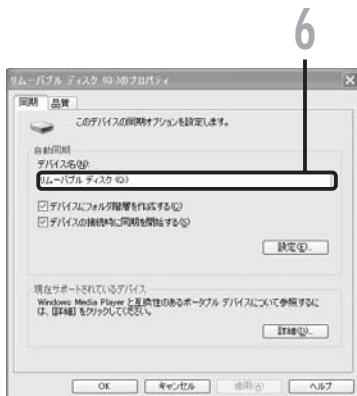 6
リムーバブル ディスク (Q:)のプロパティ
同期 品質
このデバイスの同期オプションを設定します。
自動同期
デバイス名(N):
リムーバブル ディスク (Q:)
デバイスにフォルダ階層を作成する(C)
デバイスの接続時に同期を開始する(S)
設定(E)...
現在サポートされているデバイス
Windows Media Player と互換性のあるポータブル デバイスについて参照するに
は、[詳細] をクリックしてください。
詳細(D)...
OK キャンセル 適用(A) ヘルプ